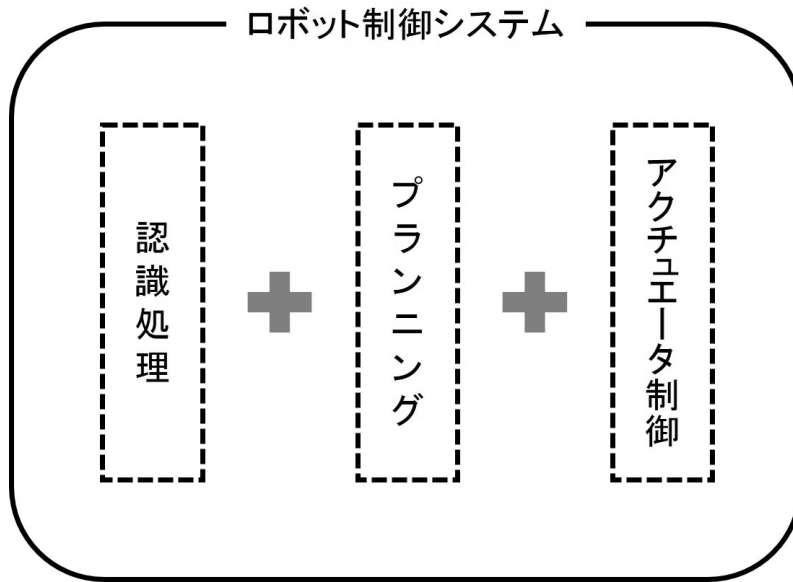 ロボット制御システム
認識処理
プランニング
アクチュエータ制御